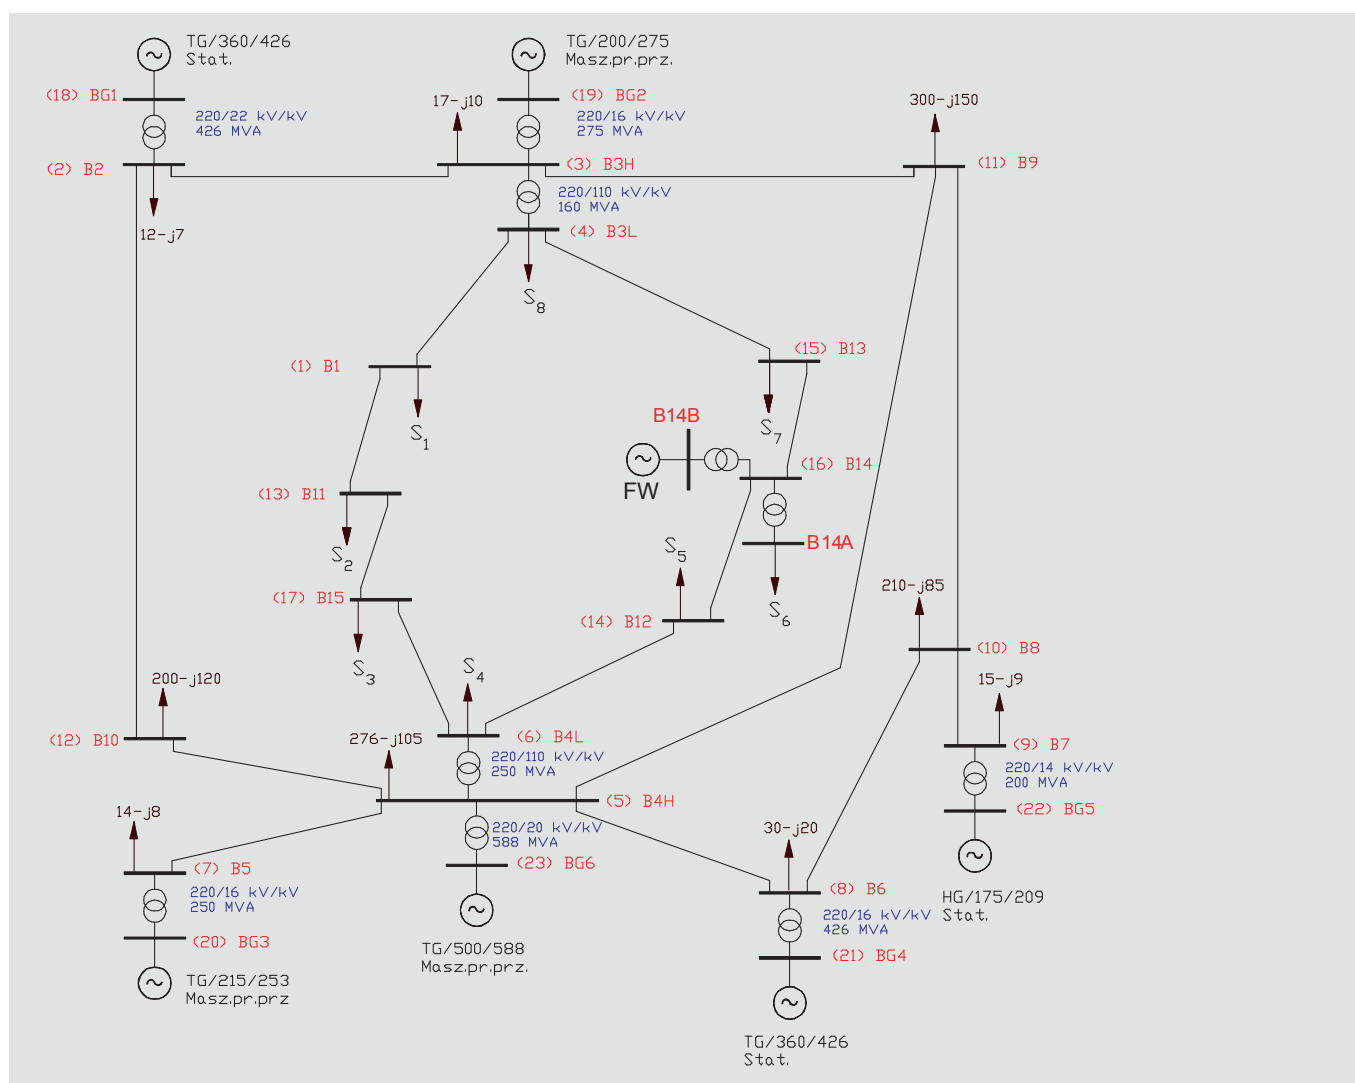 TG/360/426
Stat.
TG/200/275
Masz.pr.prz.
(18) BG1
17-j10
(19) BG2
300-j150
220/22 kV/kV
426 MVA
220/16 kV/kV
275 MVA
(2) B2
(3) B3H
(11) B9
220/110 kV/kV
160 MVA
12-j7
(4) B3L
S8
(15) B13
(1) B1
B14B
S1
S7
(16) B14
FW
(13) B11
S2
S5
B14A
210-j85
(17) B15
S6
(14) B12
(10) B8
S3
S4
200-j120
15-j9
(12) B10
276-j105
(6) B4L
(9) B7
220/110 kV/kV
250 MVA
220/14 kV/kV
200 MVA
(5) B4H
14-j8
(22) BG5
220/20 kV/kV
588 MVA
30-j20
(7) B5
(23) BG6
220/16 kV/kV
250 MVA
(8) B6
HG/175/209
Stat.
220/16 kV/kV
426 MVA
(20) BG3
TG/500/588
Masz.pr.prz.
(21) BG4
TG/215/253
Masz.pr.prz
TG/360/426
Stat.